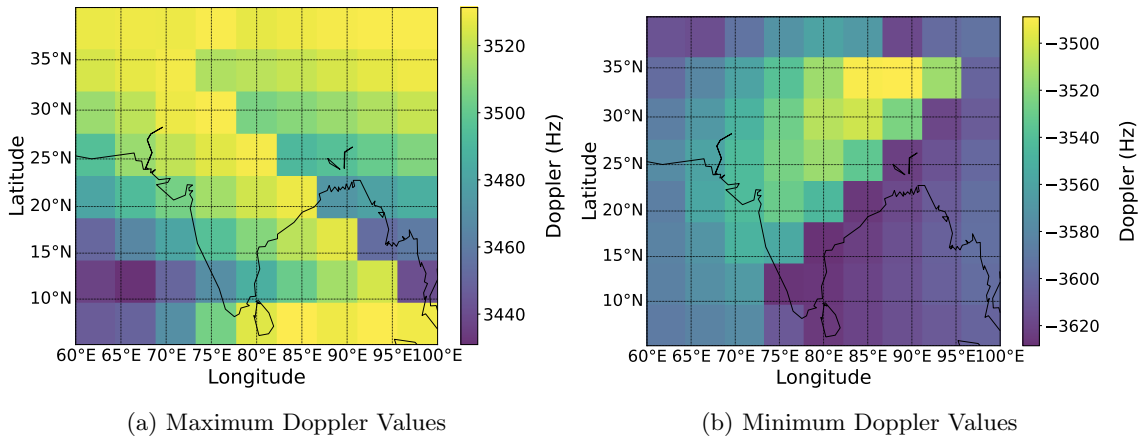 35°N
30°N
25°N
20°N
15°N
10°N
Latitude
60°E 65°E 70°E 75°E 80°E 85°E 90°E 95°E 100°E
Longitude
3520
3500
3480
3460
3440
Doppler (Hz)
(a) Maximum Doppler Values
35°N
30°N
25°N
20°N
15°N
10°N
Latitude
60°E 65°E 70°E 75°E 80°E 85°E 90°E 95°E 100°E
Longitude
−3500
−3520
−3540
−3560
−3580
−3600
−3620
Doppler (Hz)
(b) Minimum Doppler Values